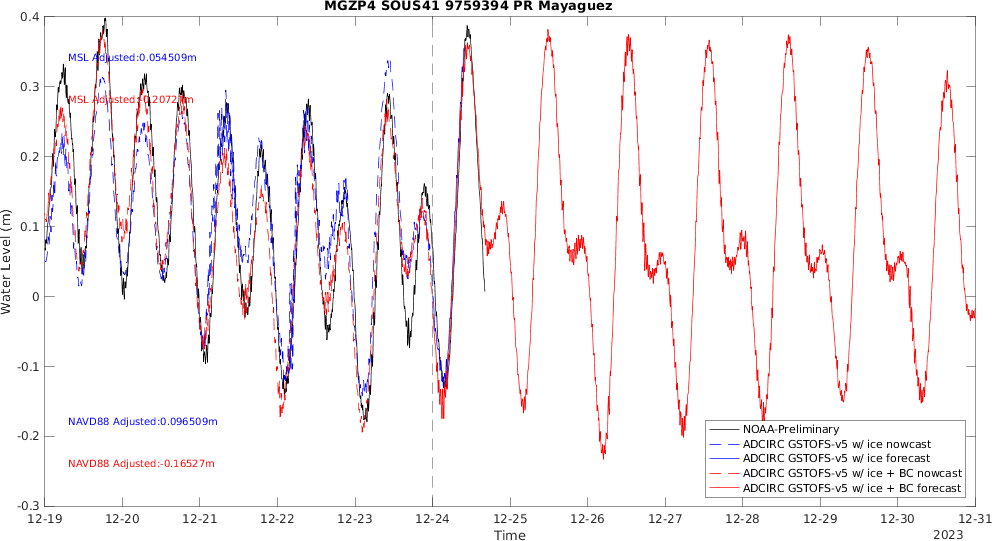 MGZP4 SOUS41 9759394 PR Mayaguez
0.4
0.3
0.2
0.1
0
-0.1
-0.2
-0.3
Water Level (m)
MSL Adjusted:0.054509m
NAVD88 Adjusted:0.096509m
NAVD88 Adjusted:-0.16527m
NOAA-Preliminary
ADCIRC GSTOFS-v5 w/ ice nowcast
ADCIRC GSTOFS-v5 w/ ice forecast
ADCIRC GSTOFS-v5 w/ ice + BC nowcast
ADCIRC GSTOFS-v5 w/ ice + BC forecast
12-19 12-20 12-21 12-22 12-23 12-24 12-25 12-26 12-27 12-28 12-29 12-30 12-31
Time
2023